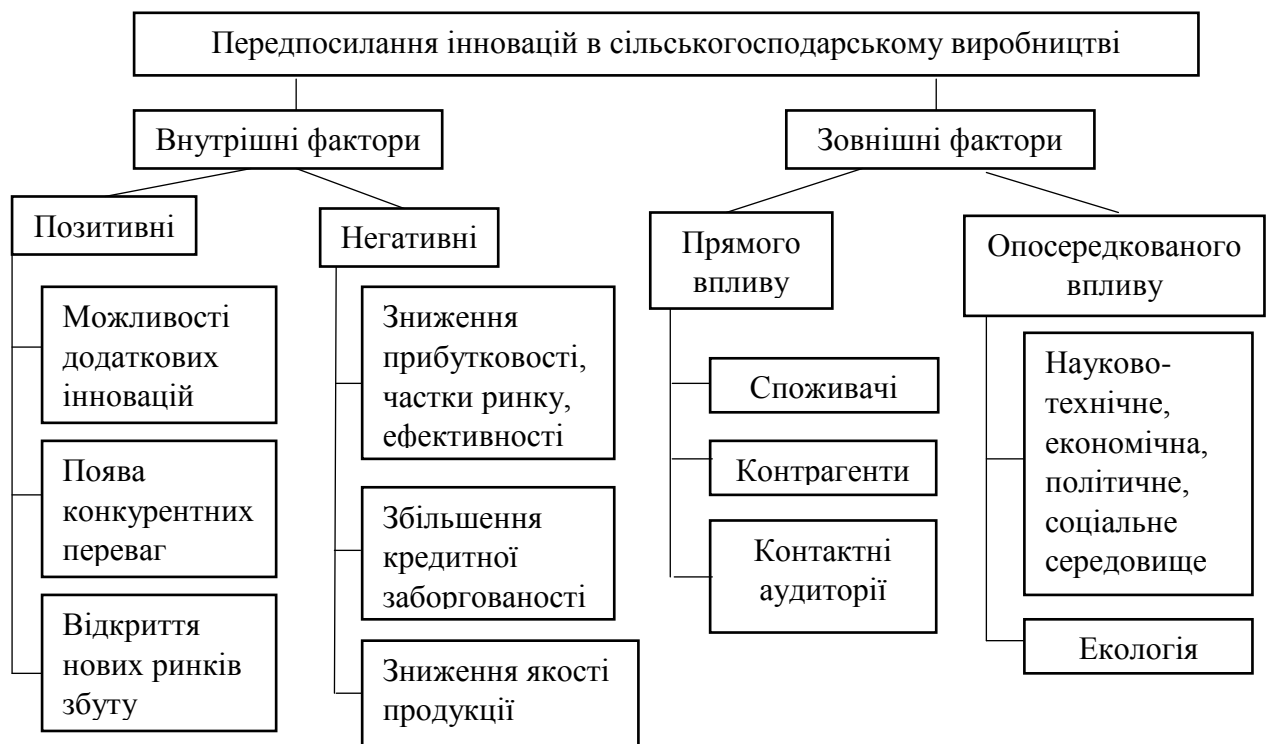 Передпосилання інновацій в сільськогосподарському виробництві
Внутрішні фактори
Зовнішні фактори
Позитивні
Негативні
Прямого
впливу
Опосередкованого
впливу
Можливості
додаткових
інновацій
Поява
конкурентних
переваг
Відкриття
нових ринків
збуту
Зниження
прибутковості,
частки ринку,
ефективності
Збільшення
кредитної
заборгованості
Зниження якості
продукції
Споживачі
Контрагенти
Контактні
аудиторії
Науково-
технічне,
економічна,
політичне,
соціальне
середовище
Екологія